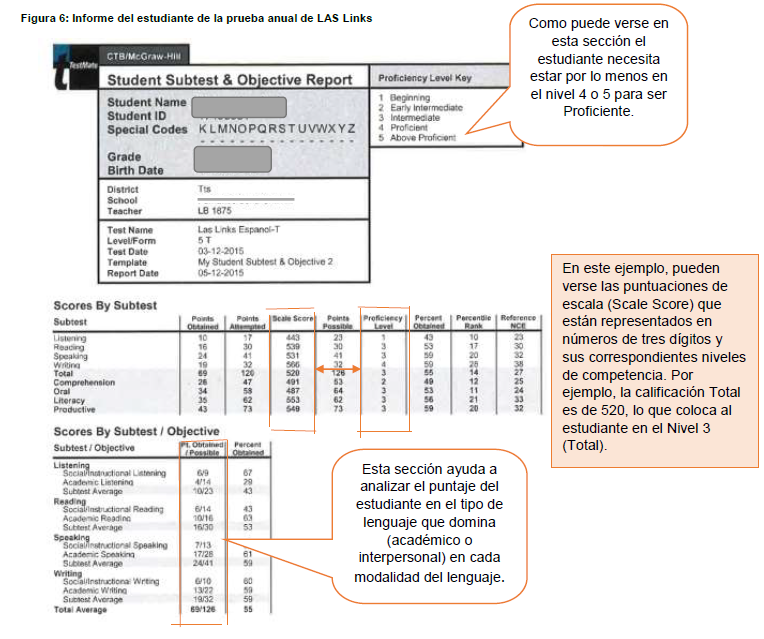 Figura 6: Informe del estudiante de la prueba anual de LAS Links
Como puede verse en
esta sección el
estudiante necesita
estar por lo menos en
el nivel 4 o 5 para ser
Proficiente.
TestMate
CTB/McGraw-Hill
Student Subtest & Objective Report
Proficiency Level Key
1 Beginning
2 Early Intermediate
3 Intermediate
4 Proficient
5 Above Proficient
Student Name
Student ID
Special Codes K L M N O P Q R S T U V W X Y Z
Grade
Birth Date
District Tts
School
Teacher LB 1675
Test Name Las Links Espanol-T
Level/Form 5 T
Test Date 03-12-2015
Template My Student Subtest & Objective 2
Report Date 05-12-2015
En este ejemplo, pueden
verse las puntuaciones de
escala (Scale Score) que
están representados en
números de tres dígitos y
sus correspondientes niveles
de competencia. Por
ejemplo, la calificación Total
es de 520, lo que coloca al
estudiante en el Nivel 3
(Total).
Scores By Subtest
Subtest Points Obtained Points Attempted Scale Score Points Possible Proficiency Level Percent Obtained Percentile Rank Reference NCE
Listening 10 17 443 23 1 43 10 23
Reading 16 30 539 30 3 53 17 30
Speaking 24 41 531 41 3 59 20 32
Writing 19 32 566 32 4 59 28 38
Total 69 120 520 126 3 55 14 27
Comprehension 26 47 491 53 2 49 12 25
Oral 34 58 487 64 3 53 11 24
Literacy 35 62 553 62 3 56 21 33
Productive 43 73 549 73 3 59 20 32
Scores By Subtest / Objective
Subtest / Objective Pt. Obtained / Possible Percent Obtained
Listening
Social/Instructional Listening 6/9 67
Academic Listening 4/14 29
Subtest Average 10/23 43
Reading
Social/Instructional Reading 6/14 43
Academic Reading 10/16 63
Subtest Average 16/30 53
Speaking
Social/Instructional Speaking 7/13
Academic Speaking 17/28 61
Subtest Average 24/41 59
Writing
Social/Instructional Writing 6/10 60
Academic Writing 13/22 59
Subtest Average 19/32 59
Total Average 69/126 55
Esta sección ayuda a
analizar el puntaje del
estudiante en el tipo de
lenguaje que domina
(académico o
interpersonal) en cada
modalidad del lenguaje.